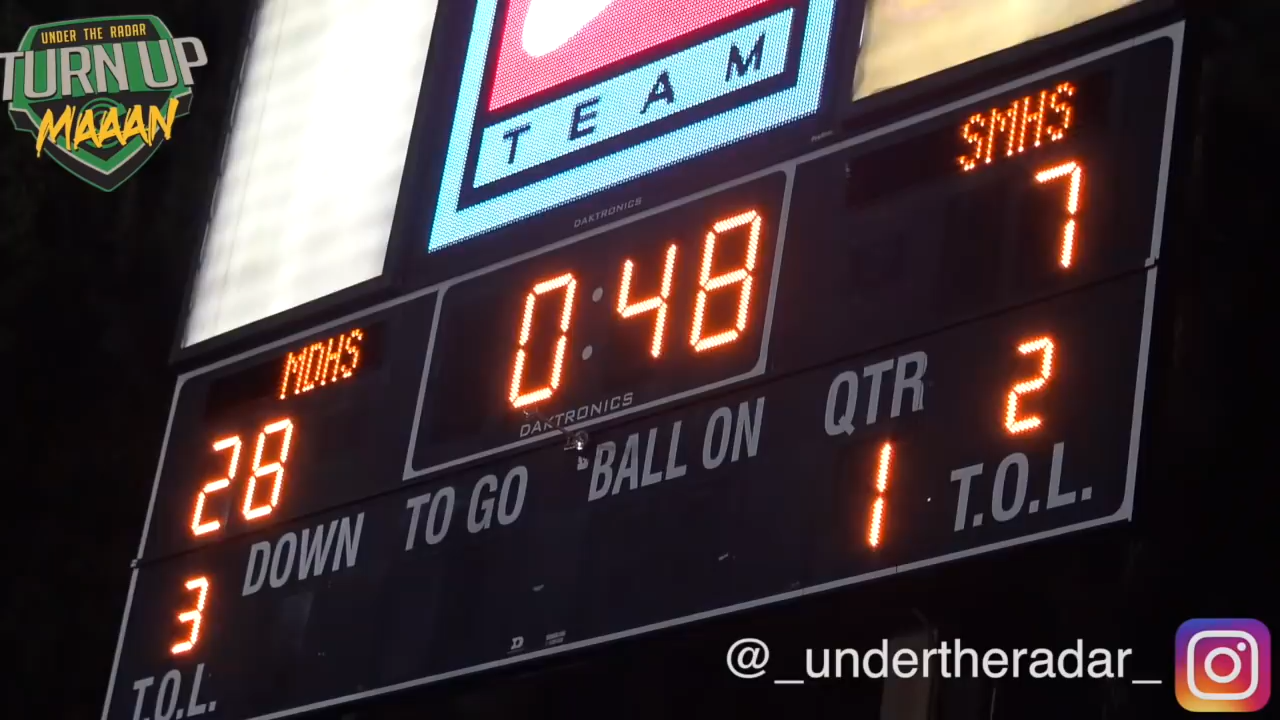 UNDER THE RADAR
TURN UP
MAAAN
TEAM
DAKTRONICS
SMHS
7
0:48
MDHS
28
DAKTRONICS
QTR
2
BALL ON
TO GO
DOWN
1
T.O.L.
3
T.O.L.
@_undertheradar_